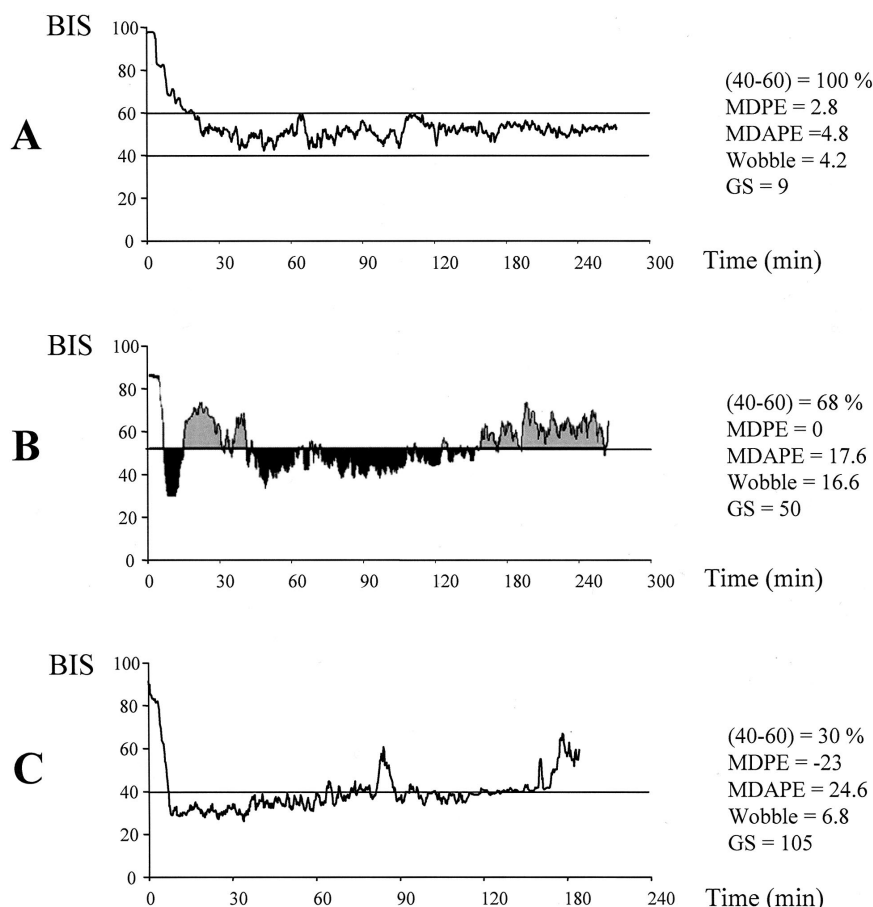 BIS
100
80
60
40
20
0
A
0 30 60 60 90 120 180 240 300 Time (min)
(40-60) = 100 %
MDPE = 2.8
MDAPE =4.8
Wobble = 4.2
GS = 9
BIS
100
80
60
40
20
0
B
0 30 60 90 120 180 240 300 Time (min)
(40-60) = 68 %
MDPE = 0
MDAPE = 17.6
Wobble = 16.6
GS = 50
BIS
100
80
60
40
20
0
C
0 30 60 90 120 180 240 Time (min)
(40-60) = 30 %
MDPE = -23
MDAPE = 24.6
Wobble = 6.8
GS = 105